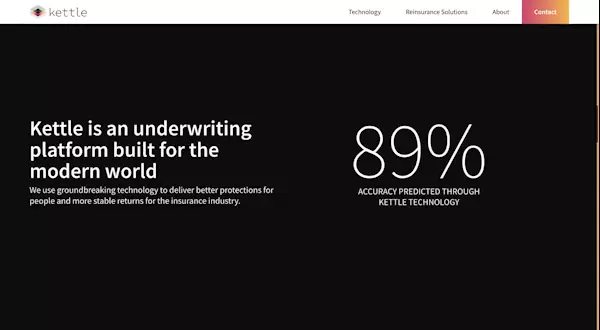 kettle
Technology
Reinsurance Solutions
About
Contact
Kettle is an underwriting
platform built for the
modern world
We use groundbreaking technology to deliver better protections for
people and more stable returns for the insurance industry.
89%
ACCURACY PREDICTED THROUGH
KETTLE TECHNOLOGY